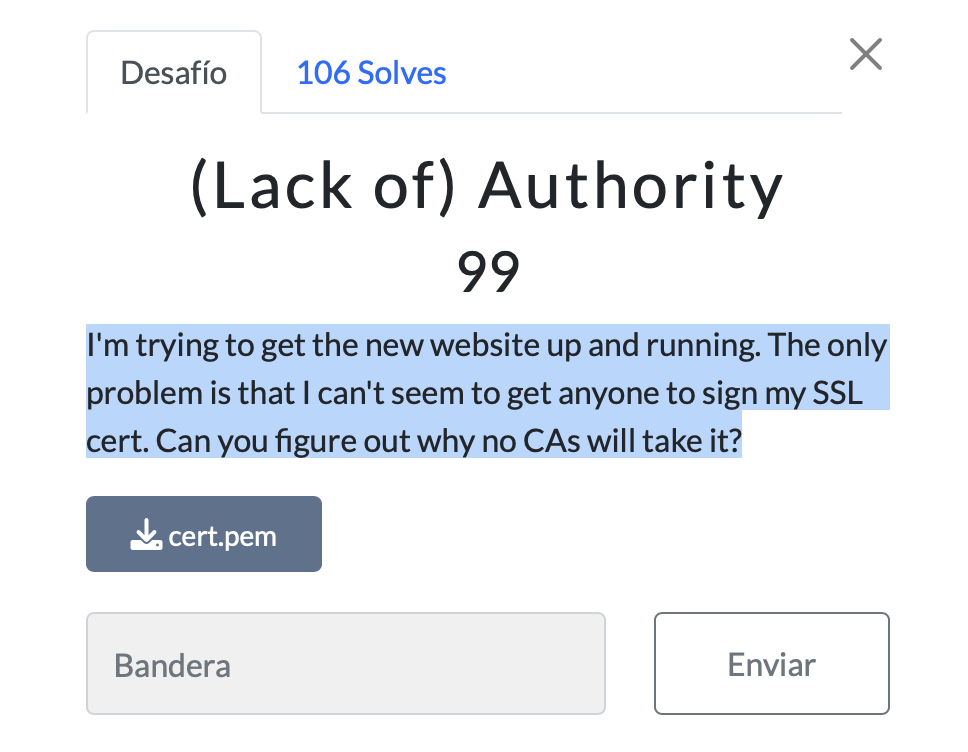 Desafío
106 Solves
(Lack of) Authority
99
I'm trying to get the new website up and running. The only
problem is that I can't seem to get anyone to sign my SSL
cert. Can you figure out why no CAs will take it?
cert.pem
Bandera
Enviar